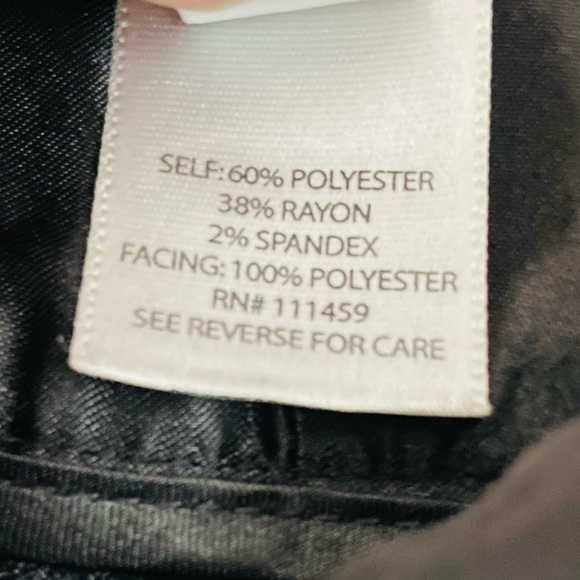 SELF: 60% POLYESTER
38% RAYON
2% SPANDEX
FACING: 100% POLYESTER
RN# 111459
SEE REVERSE FOR CARE